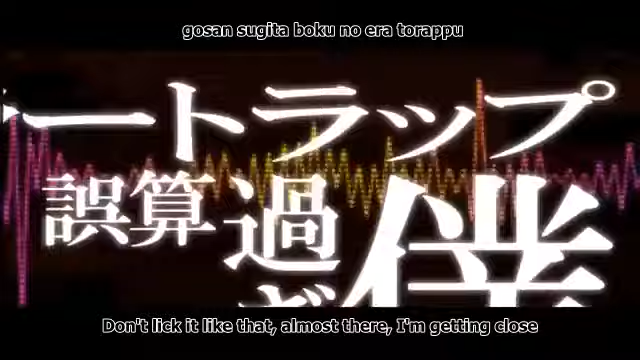 gosan sugita boku no era torappu
ートラップ
誤算過
僕
Don't lick it like that, almost there, I'm getting close